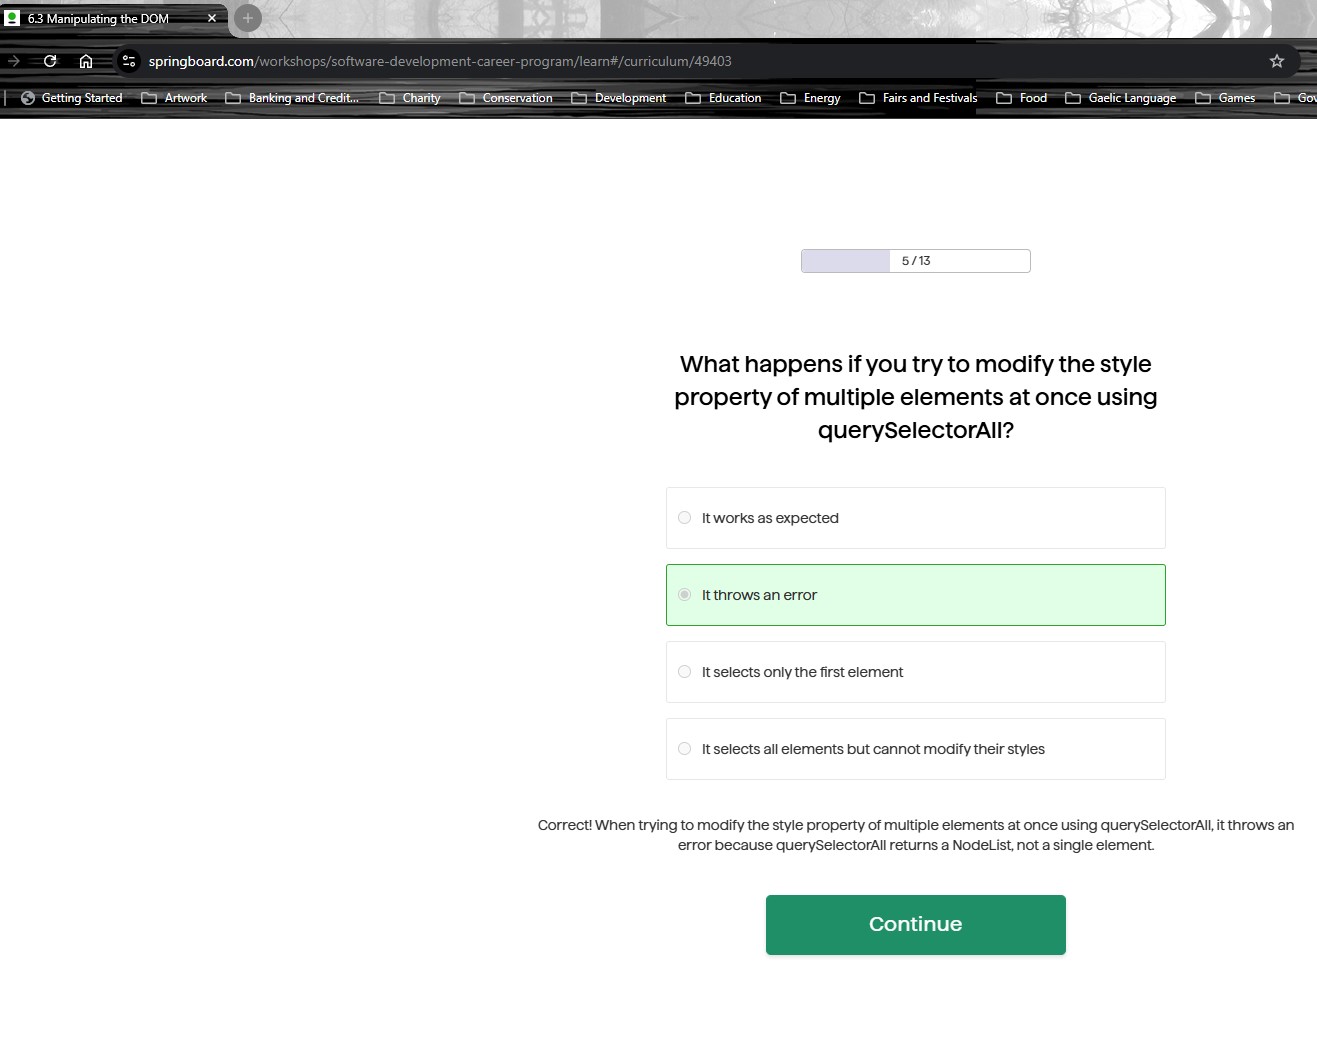 6.3 Manipulating the DOM
springboard.com/workshops/software-development-career-program/learn#/curriculum/49403
Getting Started Artwork Banking and Credit... Charity Conservation Development Education Energy Fairs and Festivals Food Gaelic Language Games Gov
5 / 13
What happens if you try to modify the style
property of multiple elements at once using
querySelectorAll?
It works as expected
It throws an error
It selects only the first element
It selects all elements but cannot modify their styles
Correct! When trying to modify the style property of multiple elements at once using querySelectorAll, it throws an
error because querySelectorAll returns a NodeList, not a single element.
Continue